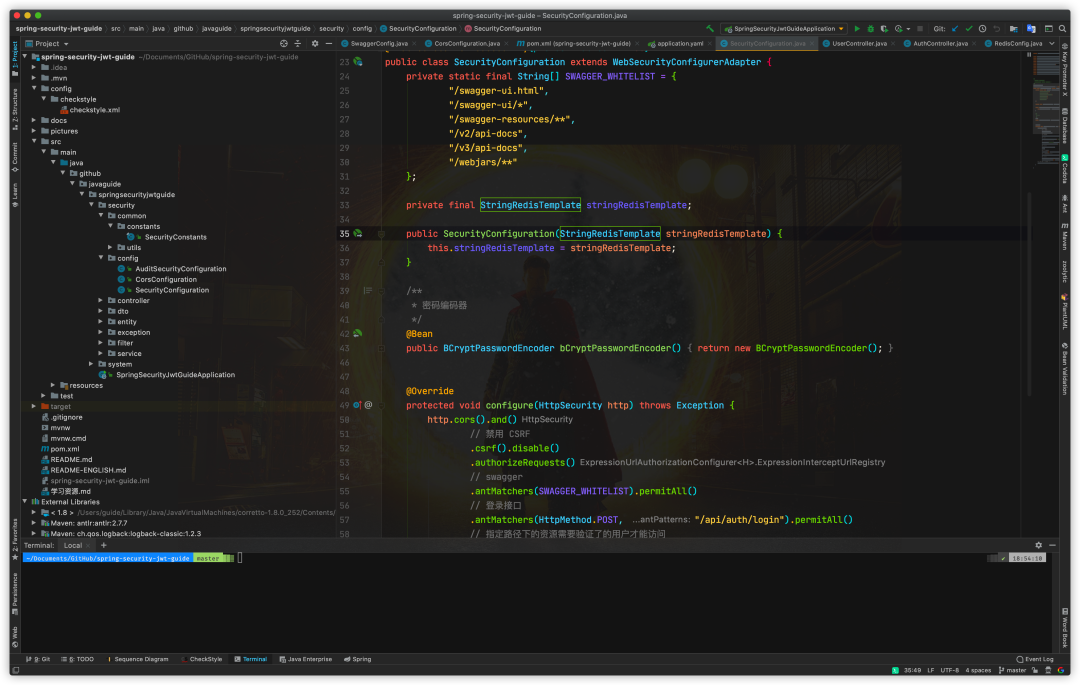 spring-security-jwt-guide – SecurityConfiguration.java
spring-security-jwt-guide src main java github javaguide springsecurityjwtguide security config SecurityConfiguration SecurityConfiguration
SpringSecurityJwtGuideApplication Git:
Project
SwaggerConfig.java CorsConfiguration.java pom.xml (spring-security-jwt-guide) application.yaml SecurityConfiguration.java UserController.java AuthController.java RedisConfig.java
spring-security-jwt-guide ~/Documents/GitHub/spring-security-jwt-guide
.idea
.mvn
config
checkstyle
checkstyle.xml
docs
pictures
src
main
java
github
javaguide
springsecurityjwtguide
security
common
constants
SecurityConstants
utils
config
AuditSecurityConfiguration
CorsConfiguration
SecurityConfiguration
controller
dto
entity
exception
filter
service
system
SpringSecurityJwtGuideApplication
resources
test
target
.gitignore
mvnw
mvnw.cmd
pom.xml
README.md
README-ENGLISH.md
spring-security-jwt-guide.iml
学习资源.md
External Libraries
< 1.8 > /Users/guide/Library/Java/JavaVirtualMachines/corretto-1.8.0_252/Contents/
Maven: antlr:antlr:2.7.7
Maven: ch.qos.logback:logback-classic:1.2.3
23 public class SecurityConfiguration extends WebSecurityConfigurerAdapter {
24 private static final String[] SWAGGER_WHITELIST = {
25 "/swagger-ui.html",
26 "/swagger-ui/*",
27 "/swagger-resources/**",
28 "/v2/api-docs",
29 "/v3/api-docs",
30 "/webjars/**"
31 };
32
33 private final StringRedisTemplate stringRedisTemplate;
34
35 public SecurityConfiguration(StringRedisTemplate stringRedisTemplate) {
36 this.stringRedisTemplate = stringRedisTemplate;
37 }
38
39 /**
40 * 密码编码器
41 */
42 @Bean
43 public BCryptPasswordEncoder bCryptPasswordEncoder() { return new BCryptPasswordEncoder(); }
46
47
48 @Override
49 protected void configure(HttpSecurity http) throws Exception {
50 http.cors().and() HttpSecurity
51 // 禁用 CSRF
52 .csrf().disable()
53 .authorizeRequests() ExpressionUrlAuthorizationConfigurer<H>.ExpressionInterceptUrlRegistry
54 // swagger
55 .antMatchers(SWAGGER_WHITELIST).permitAll()
56 // 登录接口
57 .antMatchers(HttpMethod.POST, ...antPatterns: "/api/auth/login").permitAll()
58 // 指定路径下的资源需要验证了的用户才能访问
1: Project
7: Structure
Commit
Learn
2: Favorites
Persistence
Web
Key Promoter X
Database
Codota
Ant
Maven
zoolytic
PlantUML
Bean Validation
Word Book
Terminal: Local +
~/Documents/GitHub/spring-security-jwt-guide master
18:54:10
9: Git 6: TODO Sequence Diagram CheckStyle Terminal Java Enterprise Spring Event Log
35:49 LF UTF-8 4 spaces master